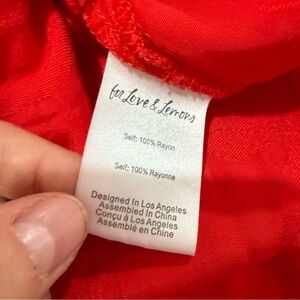 for Love & Lemons
Self: 100% Rayon
Self: 100% Rayonne
Designed In Los Angeles
Assembled In China
Conçu à Los Angeles
Assemblé en Chine